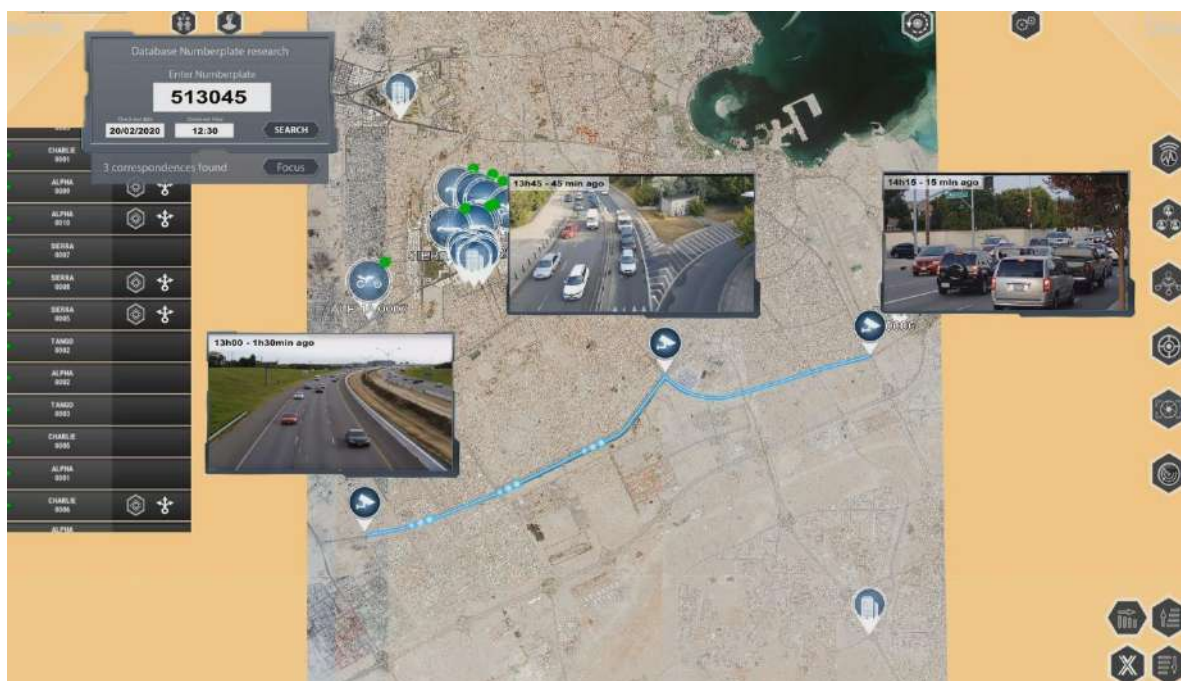 Database Numberplate research
Enter Numberplate
513045
20/02/2020
12:30
SEARCH
3 correspondences found
Focus
CHARLIE
0001
ALPHA
0009
ALPHA
0010
SIERRA
0007
SIERRA
0008
SIERRA
0005
TANGO
0002
ALPHA
0002
TANGO
0003
CHARLIE
0005
ALPHA
0001
CHARLIE
0006
ALPHA
13h45 - 45 min ago
14h15 - 15 min ago
13h00 - 1h30min ago